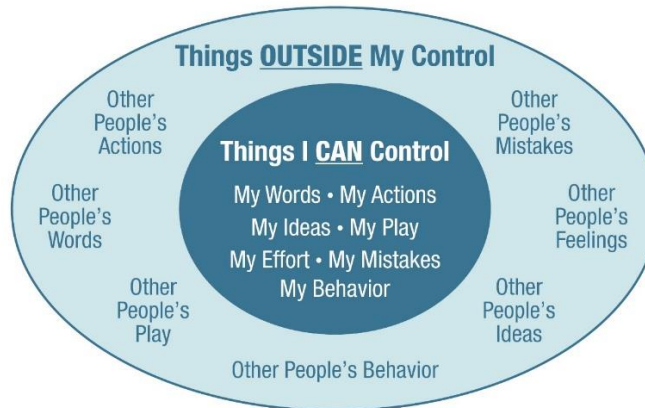 Things OUTSIDE My Control
Other
People's
Actions
Other
People's
Mistakes
Things I CAN Control
My Words • My Actions
My Ideas • My Play
My Effort • My Mistakes
My Behavior
Other
People's
Words
Other
People's
Feelings
Other
People's
Play
Other
People's
Ideas
Other People's Behavior